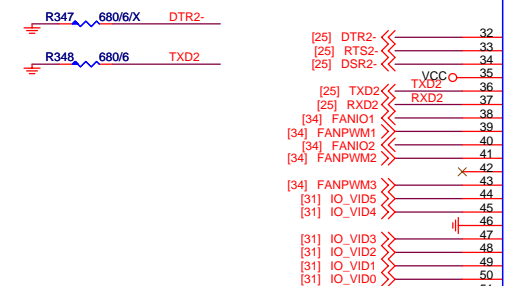 R347 680/6/X DTR2-
R348 680/6 TXD2
[25] DTR2- 32
[25] RTS2- 33
[25] DSR2- 34
VCC 35
[25] TXD2 TXD2 36
[25] RXD2 RXD2 37
[34] FANIO1 38
[34] FANPWM1 39
[34] FANIO2 40
[34] FANPWM2 41
42
[34] FANPWM3 43
[31] IO_VID5 44
[31] IO_VID4 45
46
[31] IO_VID3 47
[31] IO_VID2 48
[31] IO_VID1 49
[31] IO_VID0 50